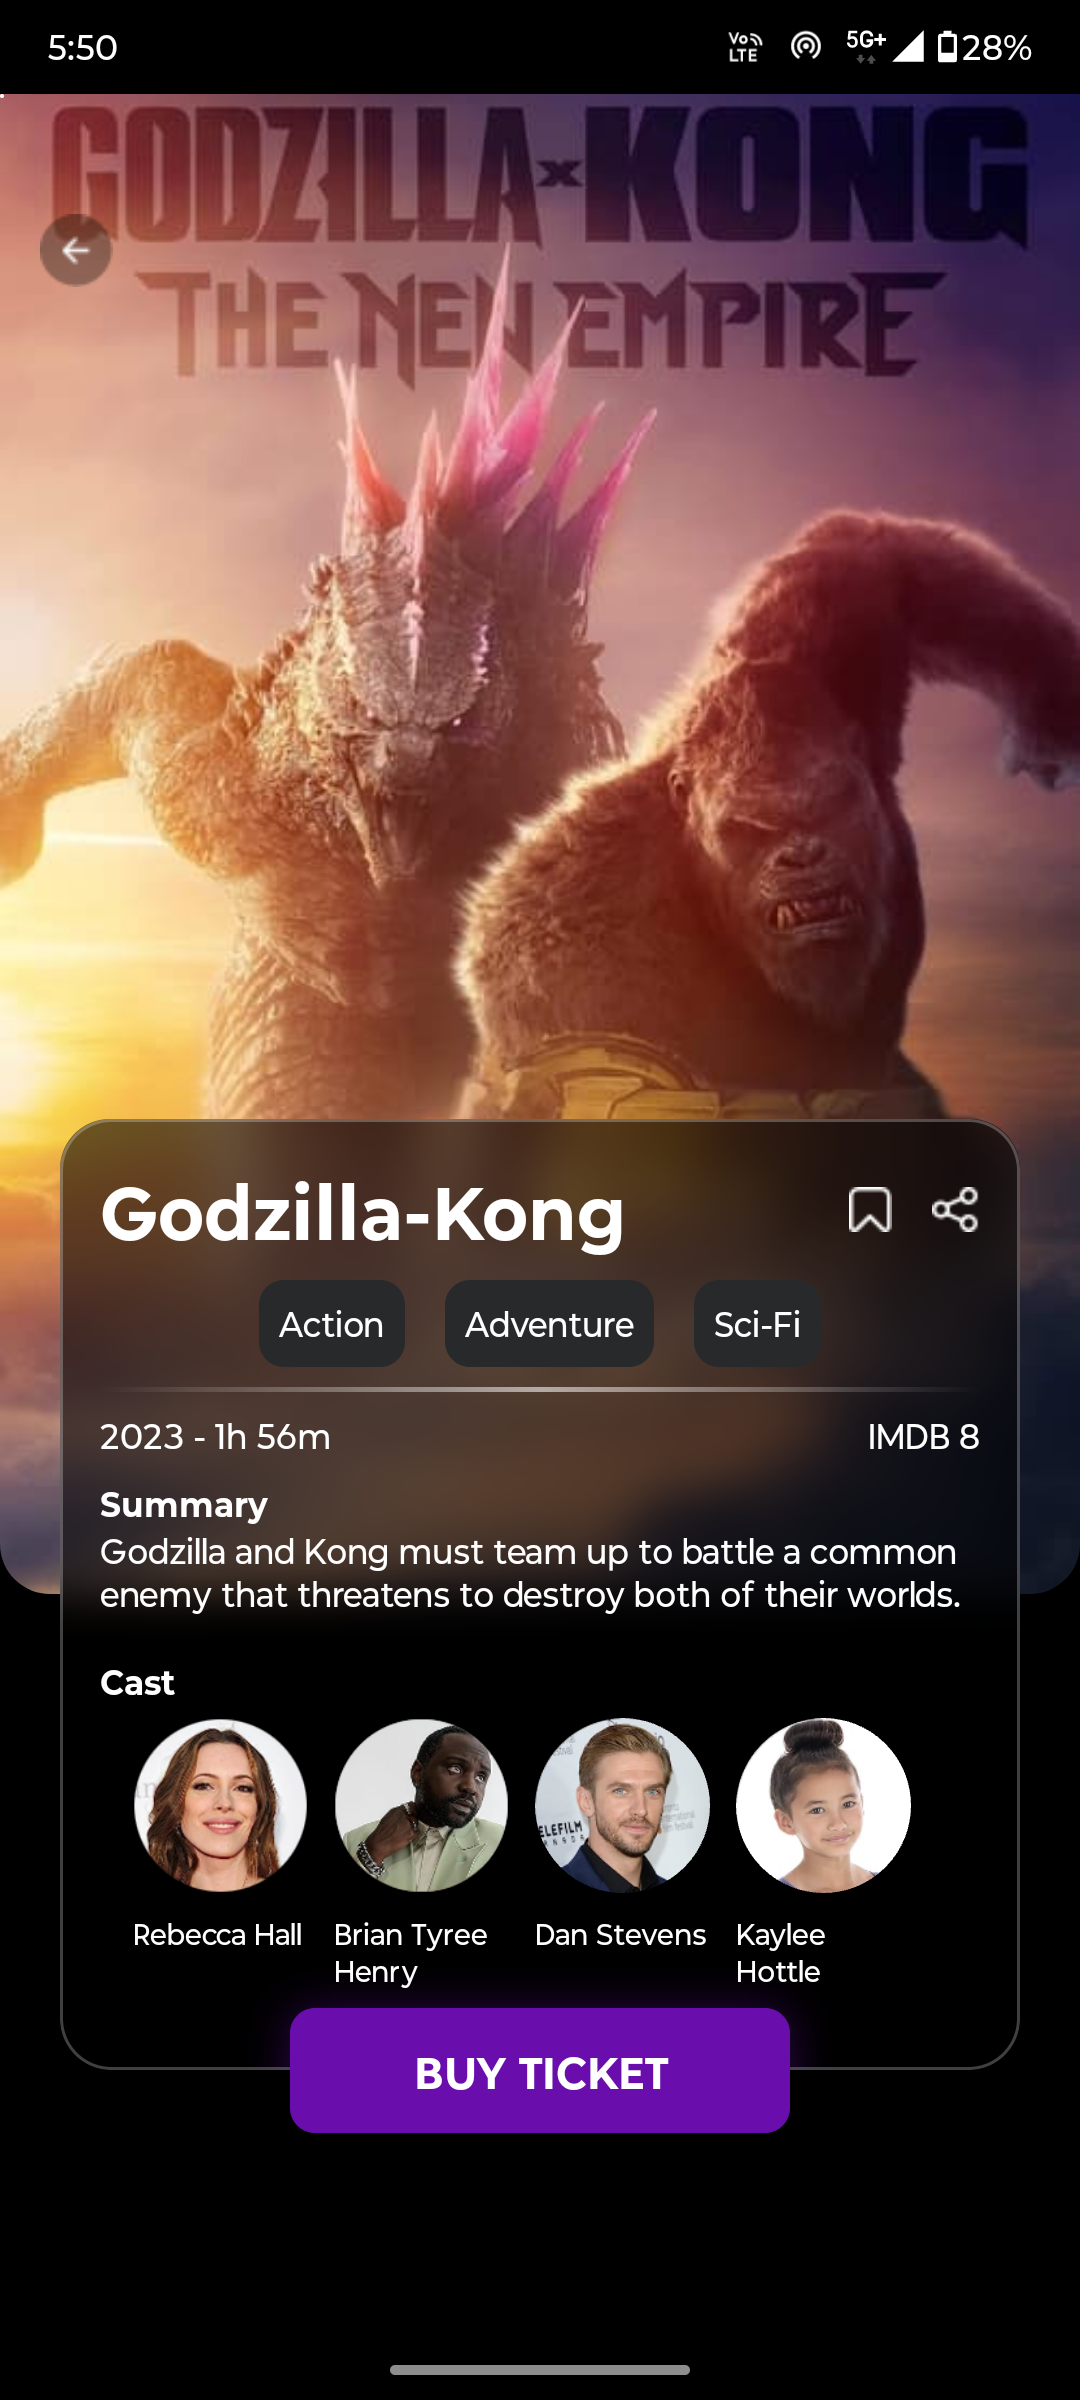 5:50
Vo LTE 5G+ 28%
GODZILLA x KONG
THE NEW EMPIRE
Godzilla-Kong
Action Adventure Sci-Fi
2023 - 1h 56m IMDB 8
Summary
Godzilla and Kong must team up to battle a common
enemy that threatens to destroy both of their worlds.
Cast
Rebecca Hall Brian Tyree Henry Dan Stevens Kaylee Hottle
BUY TICKET